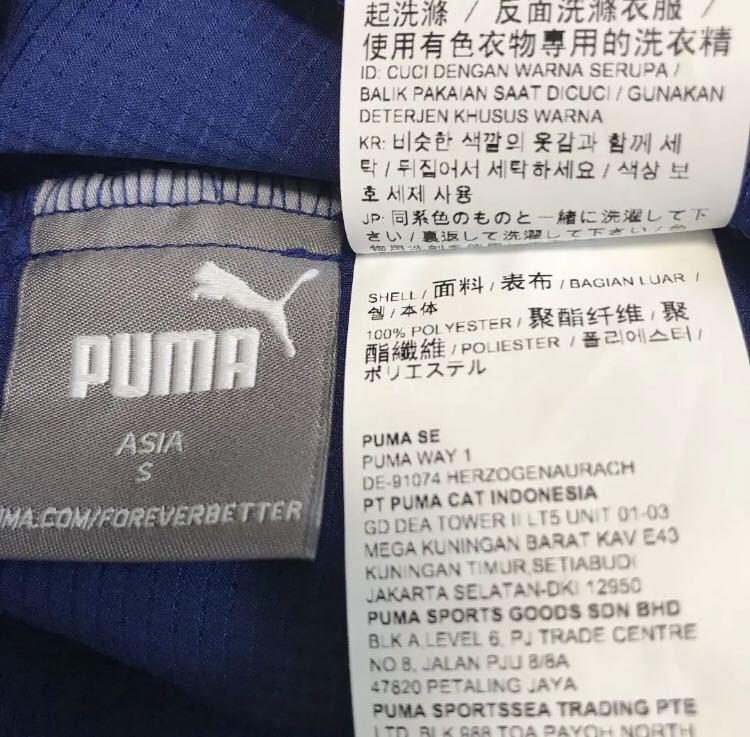 PUMA
ASIA
S
MA.COM/FOREVERBETTER
起洗滌 / 反面洗滌衣服 /
使用有色衣物專用的洗衣精
ID: CUCI DENGAN WARNA SERUPA /
BALIK PAKAIAN SAAT DICUCI / GUNAKAN
DETERJEN KHUSUS WARNA
KR: 비슷한 색깔의 옷감과 함께 세
탁 / 뒤집어서 세탁하세요 / 색상 보
호 세제 사용
JP: 同系色のものと一緒に洗濯して下
さい / 裏返して洗濯して下さい /
SHELL / 面料 / 表布 / BAGIAN LUAR /
쉘 / 本体
100% POLYESTER / 聚酯纤维 / 聚
酯纖維 / POLIESTER / 폴리에스터 /
ポリエステル
PUMA SE
PUMA WAY 1
DE-91074 HERZOGENAURACH
PT PUMA CAT INDONESIA
GD DEA TOWER II LT5 UNIT 01-03
MEGA KUNINGAN BARAT KAV E43
KUNINGAN TIMUR,SETIABUDI
JAKARTA SELATAN-DKI 12950
PUMA SPORTS GOODS SDN BHD
BLK A,LEVEL 6, PJ TRADE CENTRE
NO.8, JALAN PJU 8/8A
47820 PETALING JAYA
PUMA SPORTSSEA TRADING PTE
LTD, BLK 988 TOA PAYOH NORTH